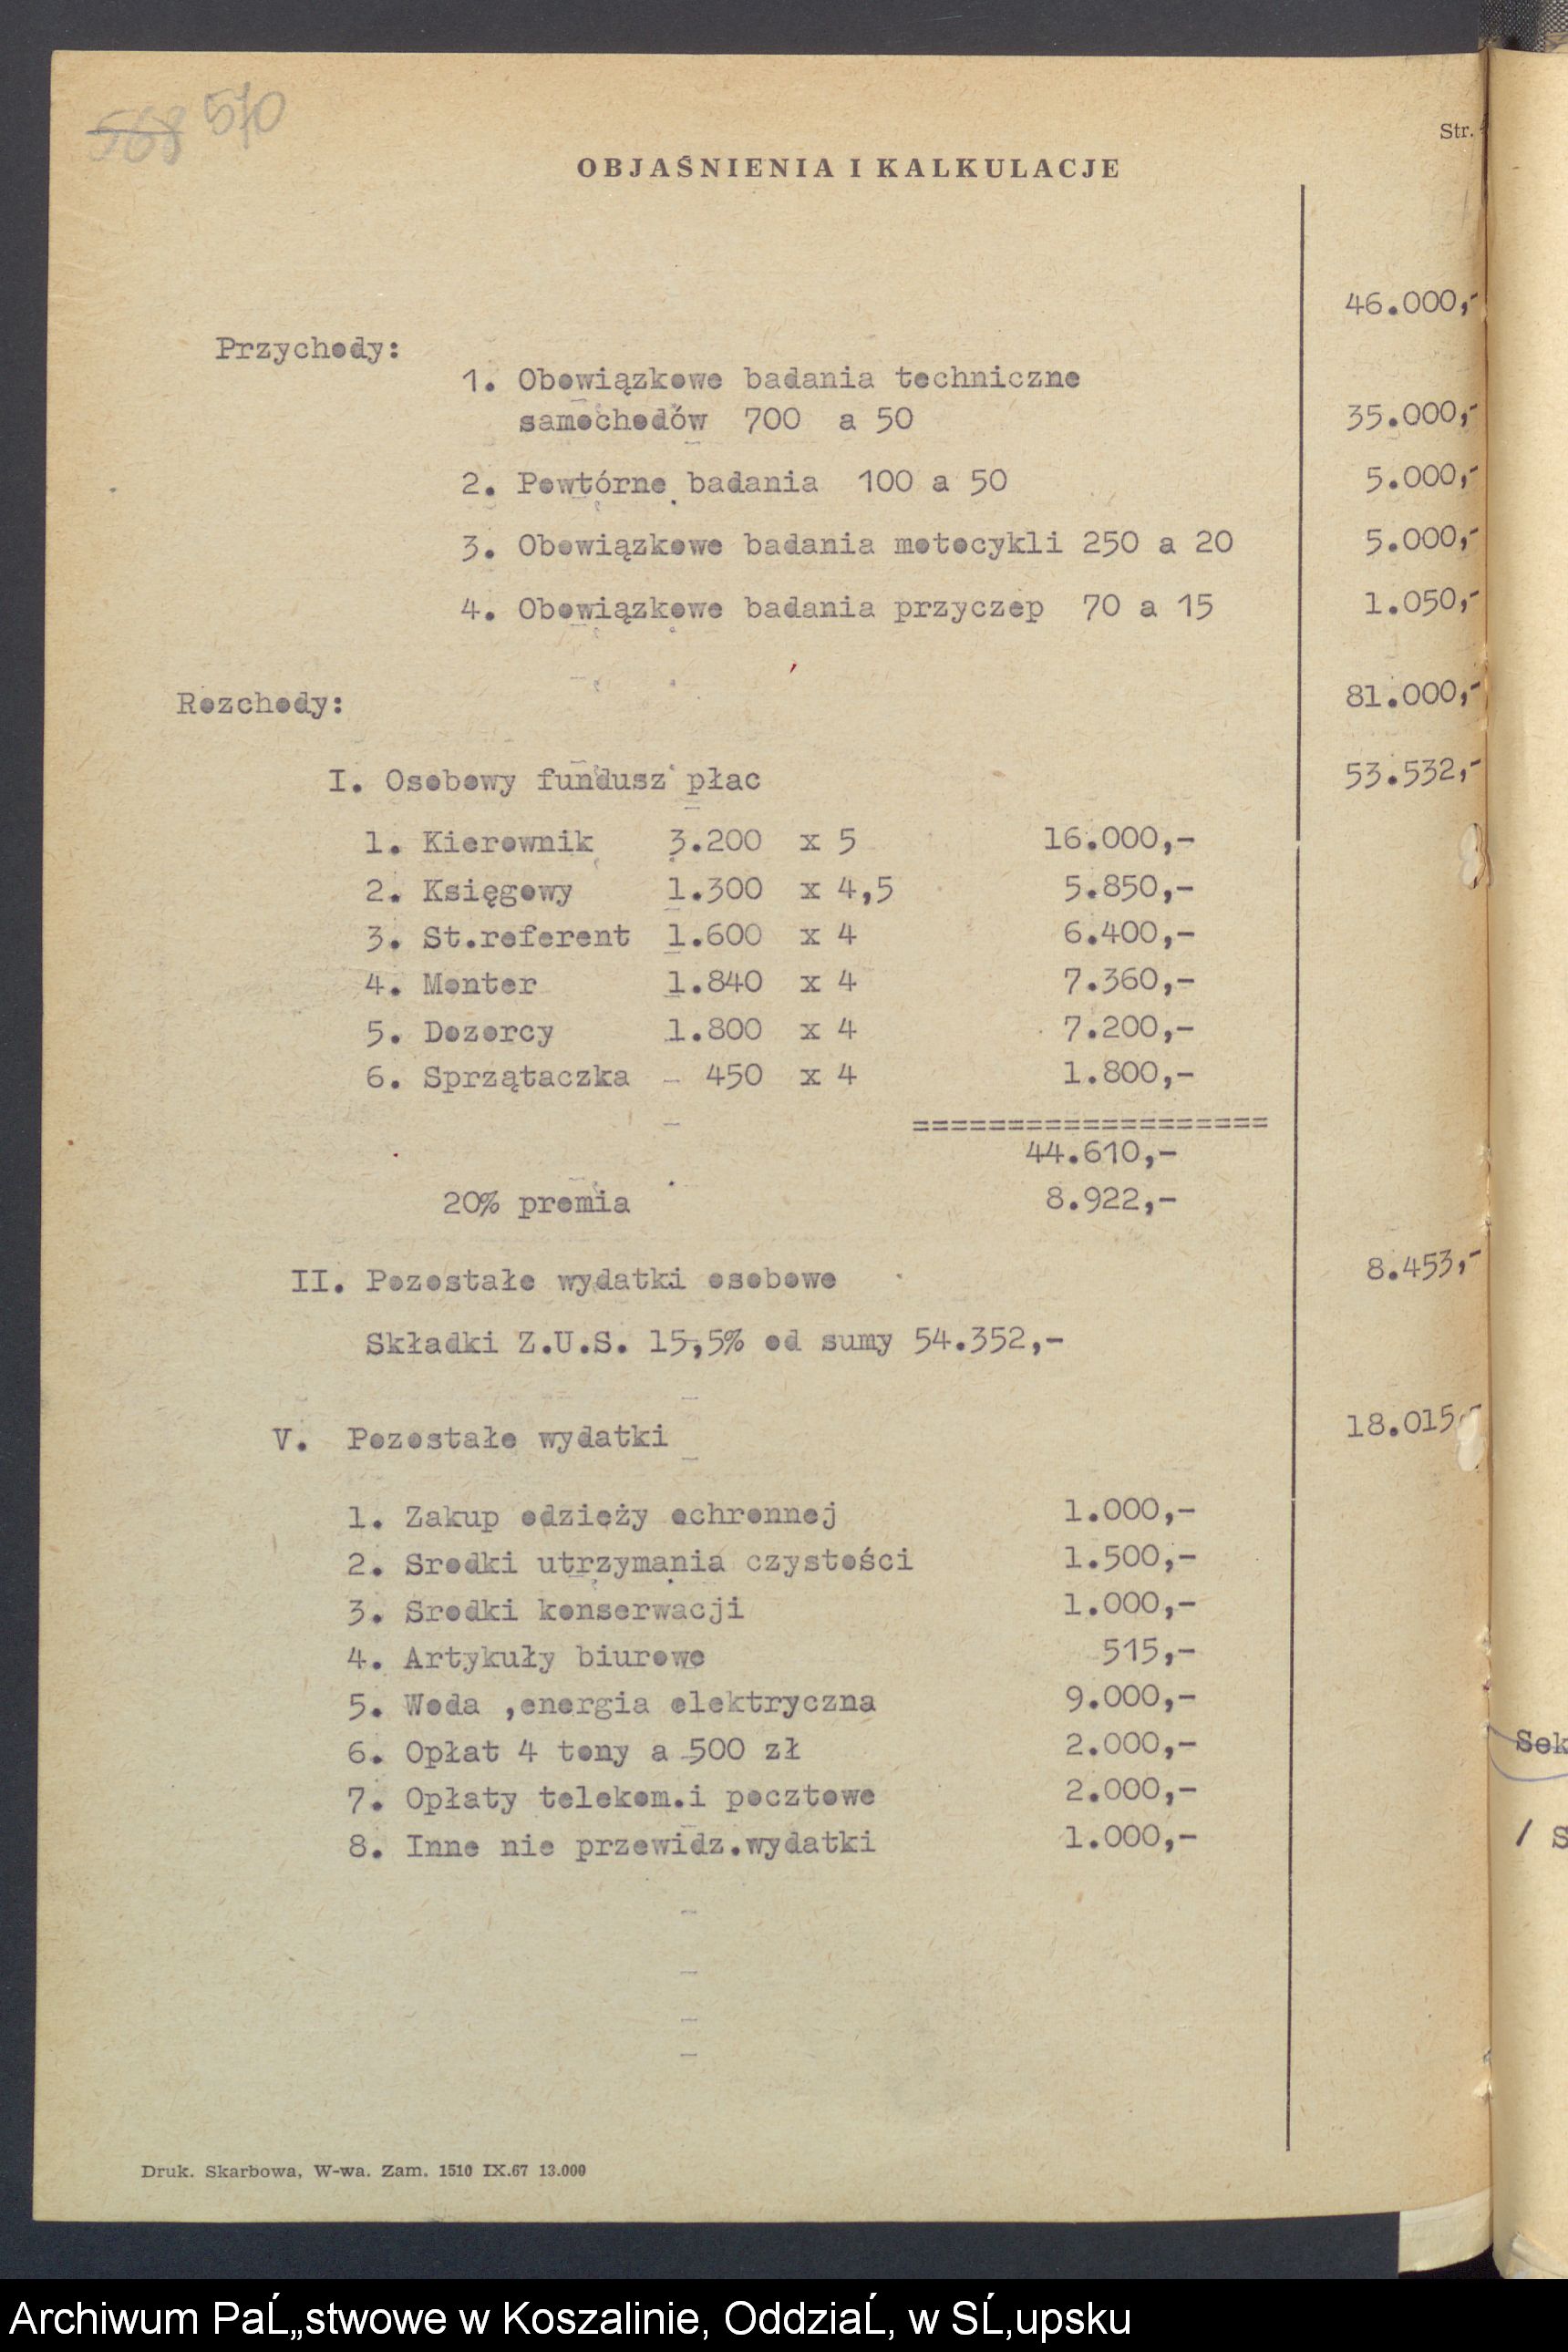 568 570
Str.
OBJAŚNIENIA I KALKULACJE
46.000,-
Przychody:
1. Obowiązkowe badania techniczne
samochodów 700 a 50 35.000,-
2. Powtórne badania 100 a 50 5.000,-
3. Obowiązkowe badania motocykli 250 a 20 5.000,-
4. Obowiązkowe badania przyczep 70 a 15 1.050,-
Rozchody: 81.000,-
I. Osobowy fundusz płac 53.532,-
1. Kierownik 3.200 x 5 16.000,-
2. Księgowy 1.300 x 4,5 5.850,-
3. St.referent 1.600 x 4 6.400,-
4. Monter 1.840 x 4 7.360,-
5. Dozorcy 1.800 x 4 7.200,-
6. Sprzątaczka 450 x 4 1.800,-
===================
44.610,-
20% premia 8.922,-
II. Pozostałe wydatki osobowe 8.453,-
Składki Z.U.S. 15,5% od sumy 54.352,-
V. Pozostałe wydatki 18.015,-
1. Zakup odzieży ochronnej 1.000,-
2. Srodki utrzymania czystości 1.500,-
3. Srodki konserwacji 1.000,-
4. Artykuły biurowe 515,-
5. Woda ,energia elektryczna 9.000,-
6. Opłat 4 tony a 500 zł 2.000,-
7. Opłaty telekom.i pocztowe 2.000,-
8. Inne nie przewidz.wydatki 1.000,-
Sek
/ S
Druk. Skarbowa, W-wa. Zam. 1510 IX.67 13.000
Archiwum PaĹ„stwowe w Koszalinie, OddziaĹ‚ w SĹ‚upsku